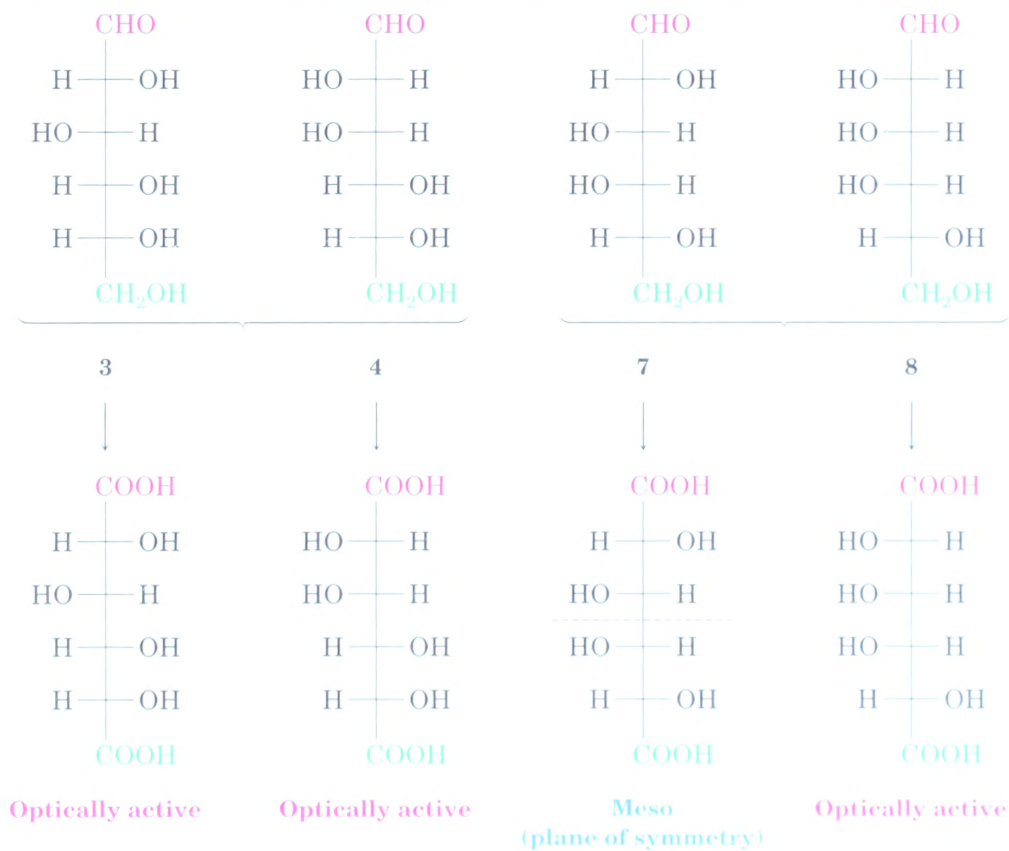 CHO CHO CHO CHO
H OH HO H H OH HO H
HO H HO H HO H HO H
H OH H OH HO H HO H
H OH H OH H OH H OH
CH₂OH CH₂OH CH₂OH CH₂OH
3 4 7 8
COOH COOH COOH COOH
H OH HO H H OH HO H
HO H HO H HO H HO H
H OH H OH HO H HO H
H OH H OH H OH H OH
COOH COOH COOH COOH
Optically active Optically active Meso Optically active
(plane of symmetry)